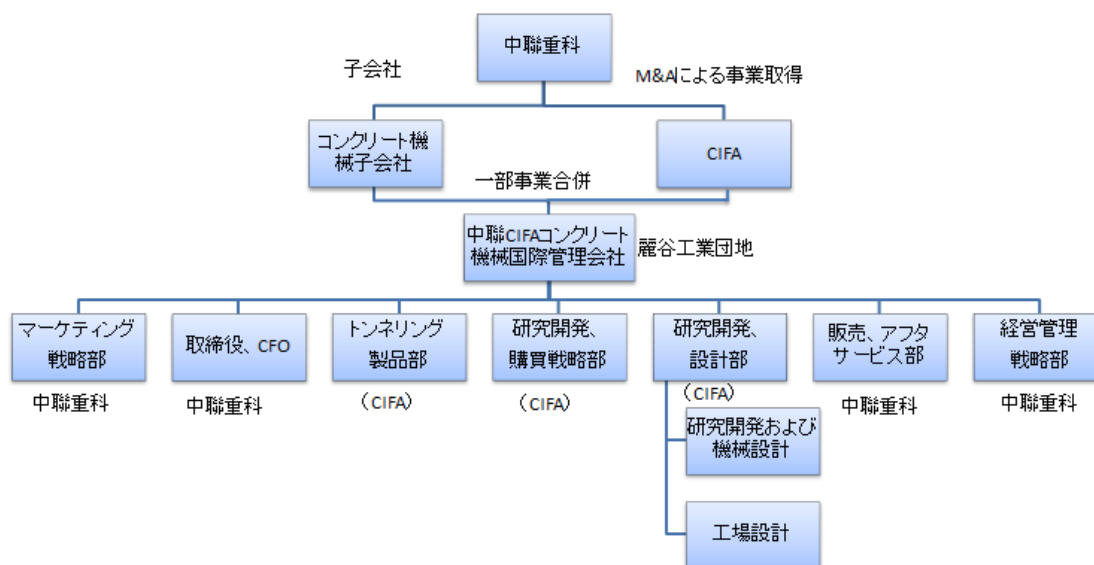 中聯重科
子会社
M&Aによる事業取得
コンクリート機
械子会社
CIFA
一部事業合併
中聯CIFAコンクリート
機械国際管理会社
麗谷工業団地
マーケティング
戦略部
取締役、CFO
トンネリング
製品部
研究開発、
購買戦略部
研究開発、
設計部
販売、アフタ
サービス部
経営管理
戦略部
中聯重科
中聯重科
（CIFA）
（CIFA）
（CIFA）
中聯重科
中聯重科
研究開発および
機械設計
工場設計